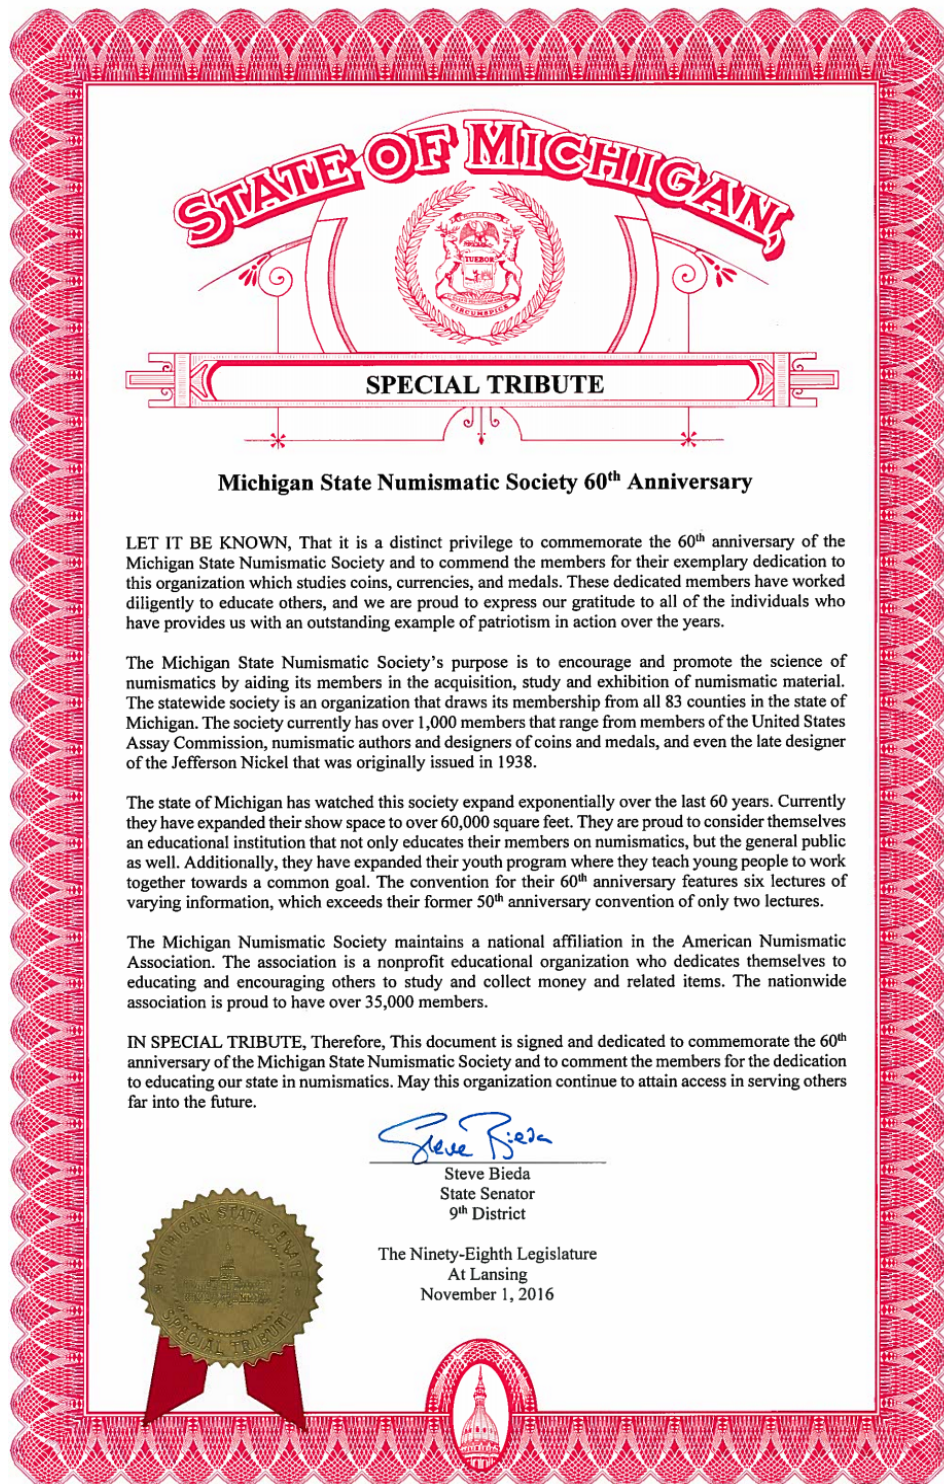 STATE OF MICHIGAN,
TUEBOR
CIRCUMSPICE
SPECIAL TRIBUTE
Michigan State Numismatic Society 60th Anniversary
LET IT BE KNOWN, That it is a distinct privilege to commemorate the 60th anniversary of the
Michigan State Numismatic Society and to commend the members for their exemplary dedication to
this organization which studies coins, currencies, and medals. These dedicated members have worked
diligently to educate others, and we are proud to express our gratitude to all of the individuals who
have provides us with an outstanding example of patriotism in action over the years.
The Michigan State Numismatic Society's purpose is to encourage and promote the science of
numismatics by aiding its members in the acquisition, study and exhibition of numismatic material.
The statewide society is an organization that draws its membership from all 83 counties in the state of
Michigan. The society currently has over 1,000 members that range from members of the United States
Assay Commission, numismatic authors and designers of coins and medals, and even the late designer
of the Jefferson Nickel that was originally issued in 1938.
The state of Michigan has watched this society expand exponentially over the last 60 years. Currently
they have expanded their show space to over 60,000 square feet. They are proud to consider themselves
an educational institution that not only educates their members on numismatics, but the general public
as well. Additionally, they have expanded their youth program where they teach young people to work
together towards a common goal. The convention for their 60th anniversary features six lectures of
varying information, which exceeds their former 50th anniversary convention of only two lectures.
The Michigan Numismatic Society maintains a national affiliation in the American Numismatic
Association. The association is a nonprofit educational organization who dedicates themselves to
educating and encouraging others to study and collect money and related items. The nationwide
association is proud to have over 35,000 members.
IN SPECIAL TRIBUTE, Therefore, This document is signed and dedicated to commemorate the 60th
anniversary of the Michigan State Numismatic Society and to comment the members for the dedication
to educating our state in numismatics. May this organization continue to attain access in serving others
far into the future.
Steve Bieda
Steve Bieda
State Senator
9th District
The Ninety-Eighth Legislature
At Lansing
November 1, 2016
MICHIGAN STATE SENATE
SPECIAL TRIBUTE